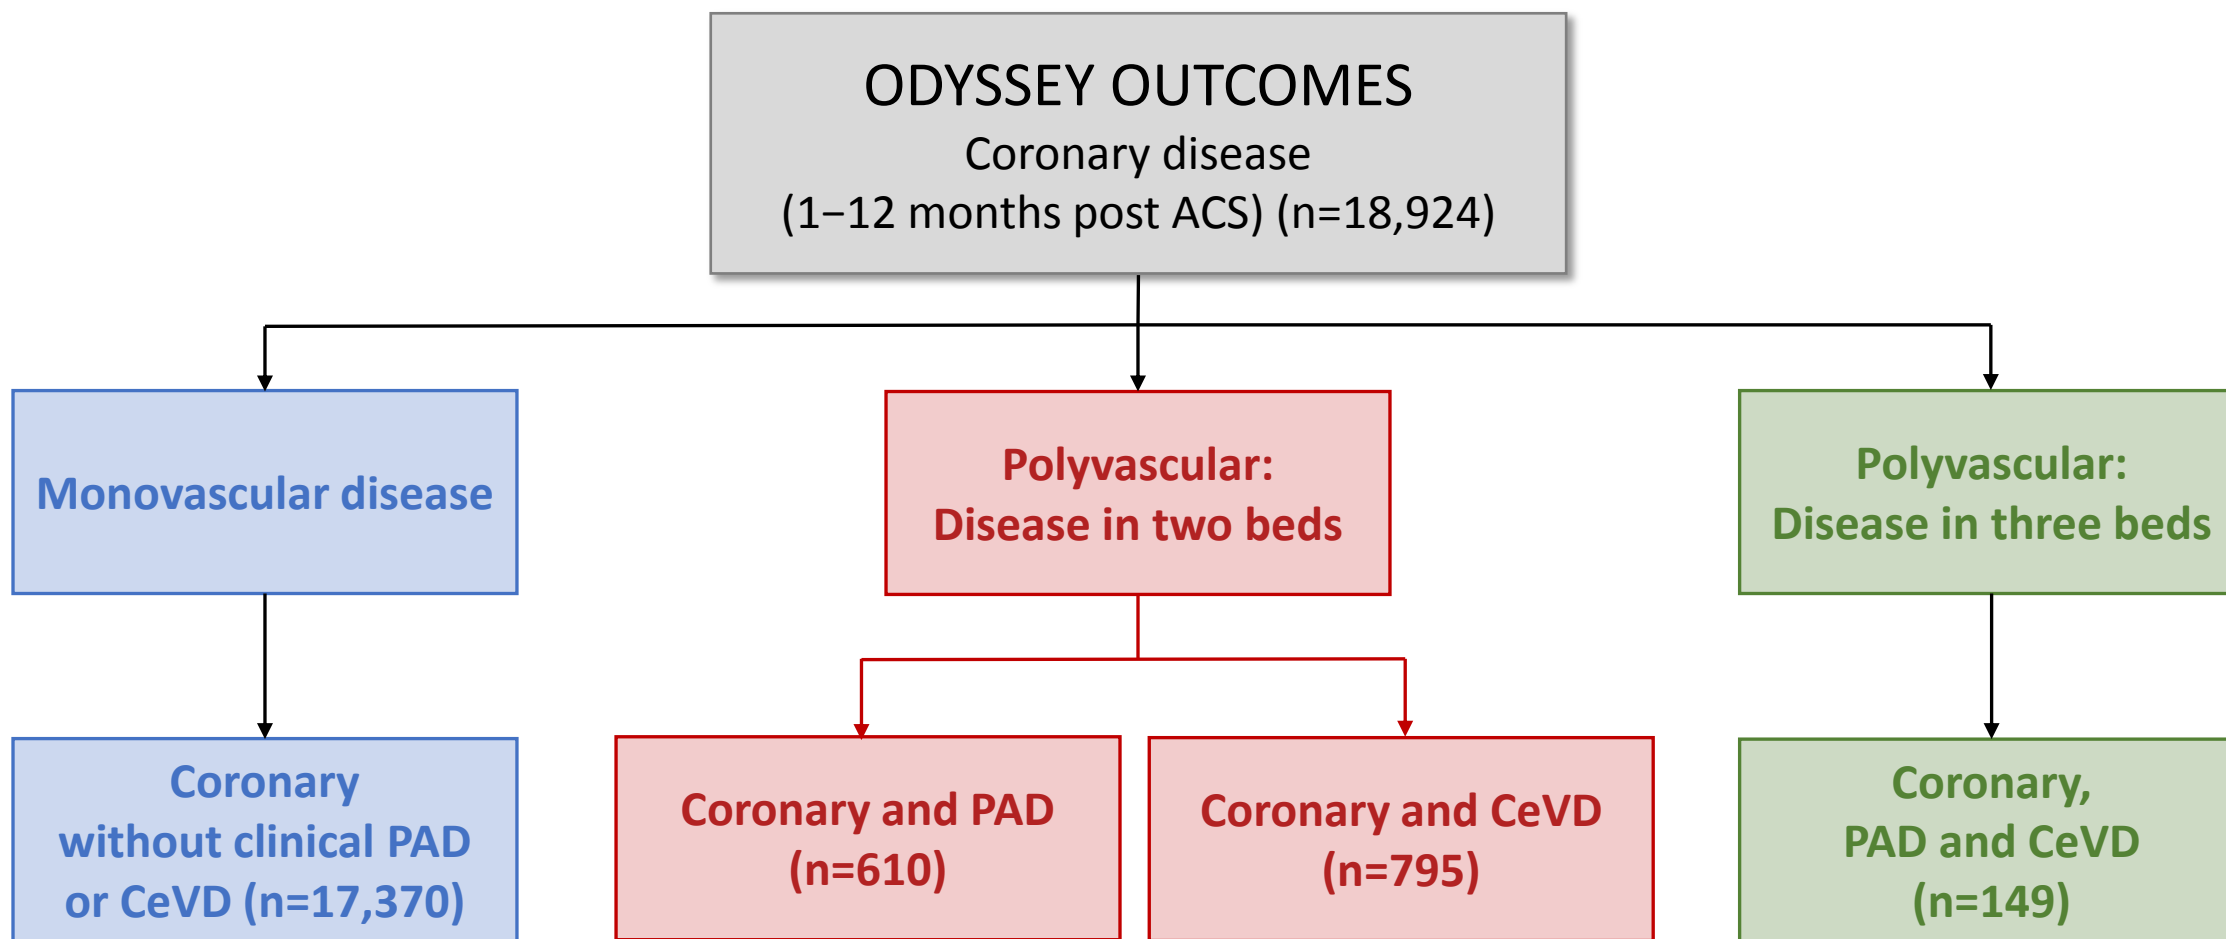 ODYSSEY OUTCOMES
Coronary disease
(1−12 months post ACS) (n=18,924)
Monovascular disease
Polyvascular:
Disease in two beds
Polyvascular:
Disease in three beds
Coronary
without clinical PAD
or CeVD (n=17,370)
Coronary and PAD
(n=610)
Coronary and CeVD
(n=795)
Coronary,
PAD and CeVD
(n=149)